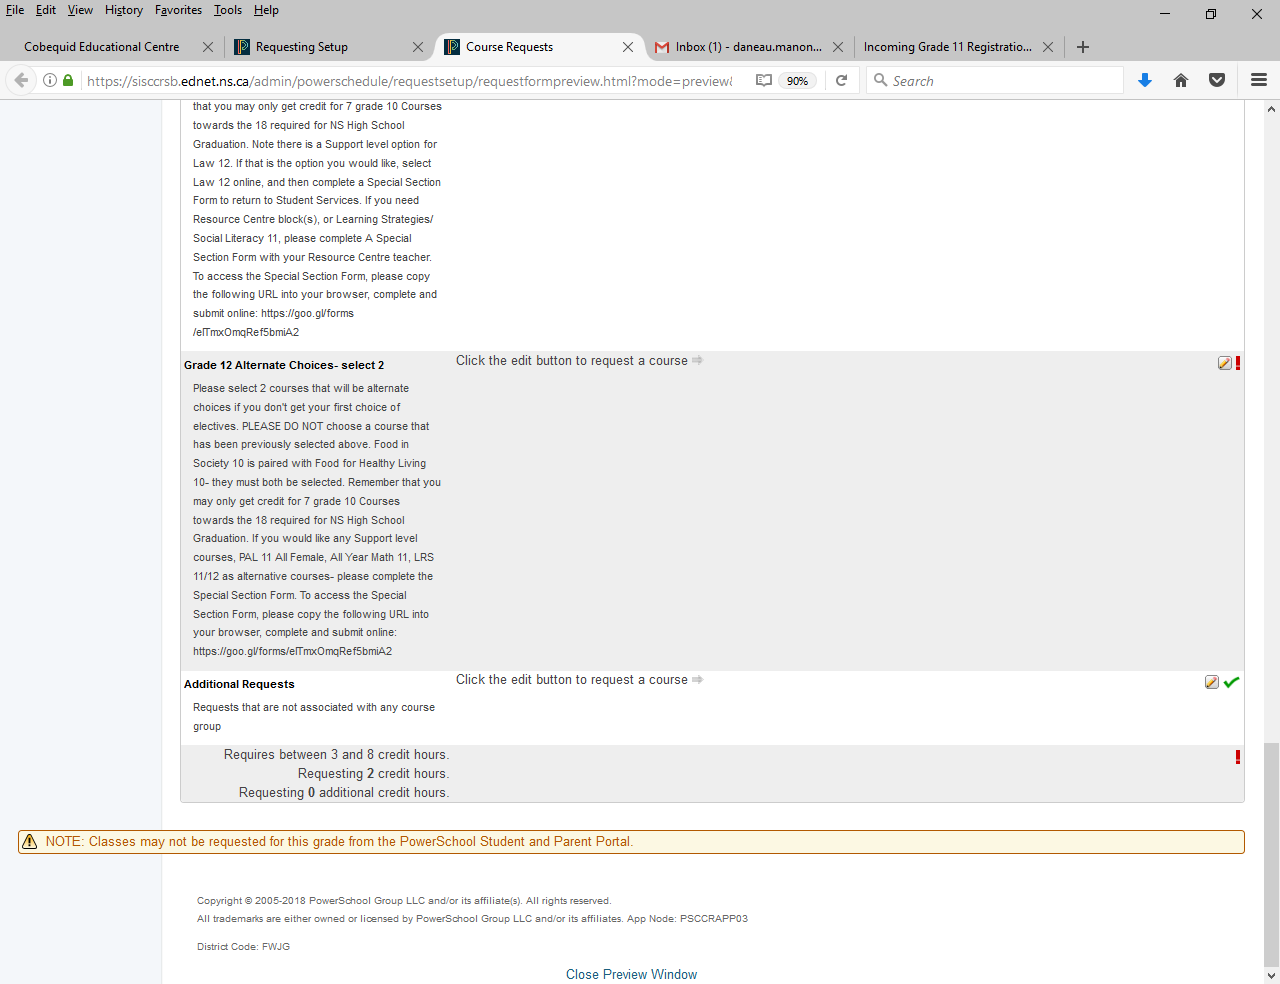 File Edit View History Favorites Tools Help
Cobequid Educational Centre
Requesting Setup
Course Requests
Inbox (1) - daneau.manon...
Incoming Grade 11 Registratio...
https://sisccrsb.ednet.ns.ca/admin/powerschedule/requestsetup/requestformpreview.html?mode=preview&
90%
Search
that you may only get credit for 7 grade 10 Courses
towards the 18 required for NS High School
Graduation. Note there is a Support level option for
Law 12. If that is the option you would like, select
Law 12 online, and then complete a Special Section
Form to return to Student Services. If you need
Resource Centre block(s), or Learning Strategies/
Social Literacy 11, please complete A Special
Section Form with your Resource Centre teacher.
To access the Special Section Form, please copy
the following URL into your browser, complete and
submit online: https://goo.gl/forms
/elTmxOmqRef5bmiA2
Grade 12 Alternate Choices- select 2
Click the edit button to request a course
Please select 2 courses that will be alternate
choices if you don't get your first choice of
electives. PLEASE DO NOT choose a course that
has been previously selected above. Food in
Society 10 is paired with Food for Healthy Living
10- they must both be selected. Remember that you
may only get credit for 7 grade 10 Courses
towards the 18 required for NS High School
Graduation. If you would like any Support level
courses, PAL 11 All Female, All Year Math 11, LRS
11/12 as alternative courses- please complete the
Special Section Form. To access the Special
Section Form, please copy the following URL into
your browser, complete and submit online:
https://goo.gl/forms/elTmxOmqRef5bmiA2
Additional Requests
Click the edit button to request a course
Requests that are not associated with any course
group
Requires between 3 and 8 credit hours.
Requesting 2 credit hours.
Requesting 0 additional credit hours.
NOTE: Classes may not be requested for this grade from the PowerSchool Student and Parent Portal.
Copyright © 2005-2018 PowerSchool Group LLC and/or its affiliate(s). All rights reserved.
All trademarks are either owned or licensed by PowerSchool Group LLC and/or its affiliates. App Node: PSCCRAPP03
District Code: FWJG
Close Preview Window